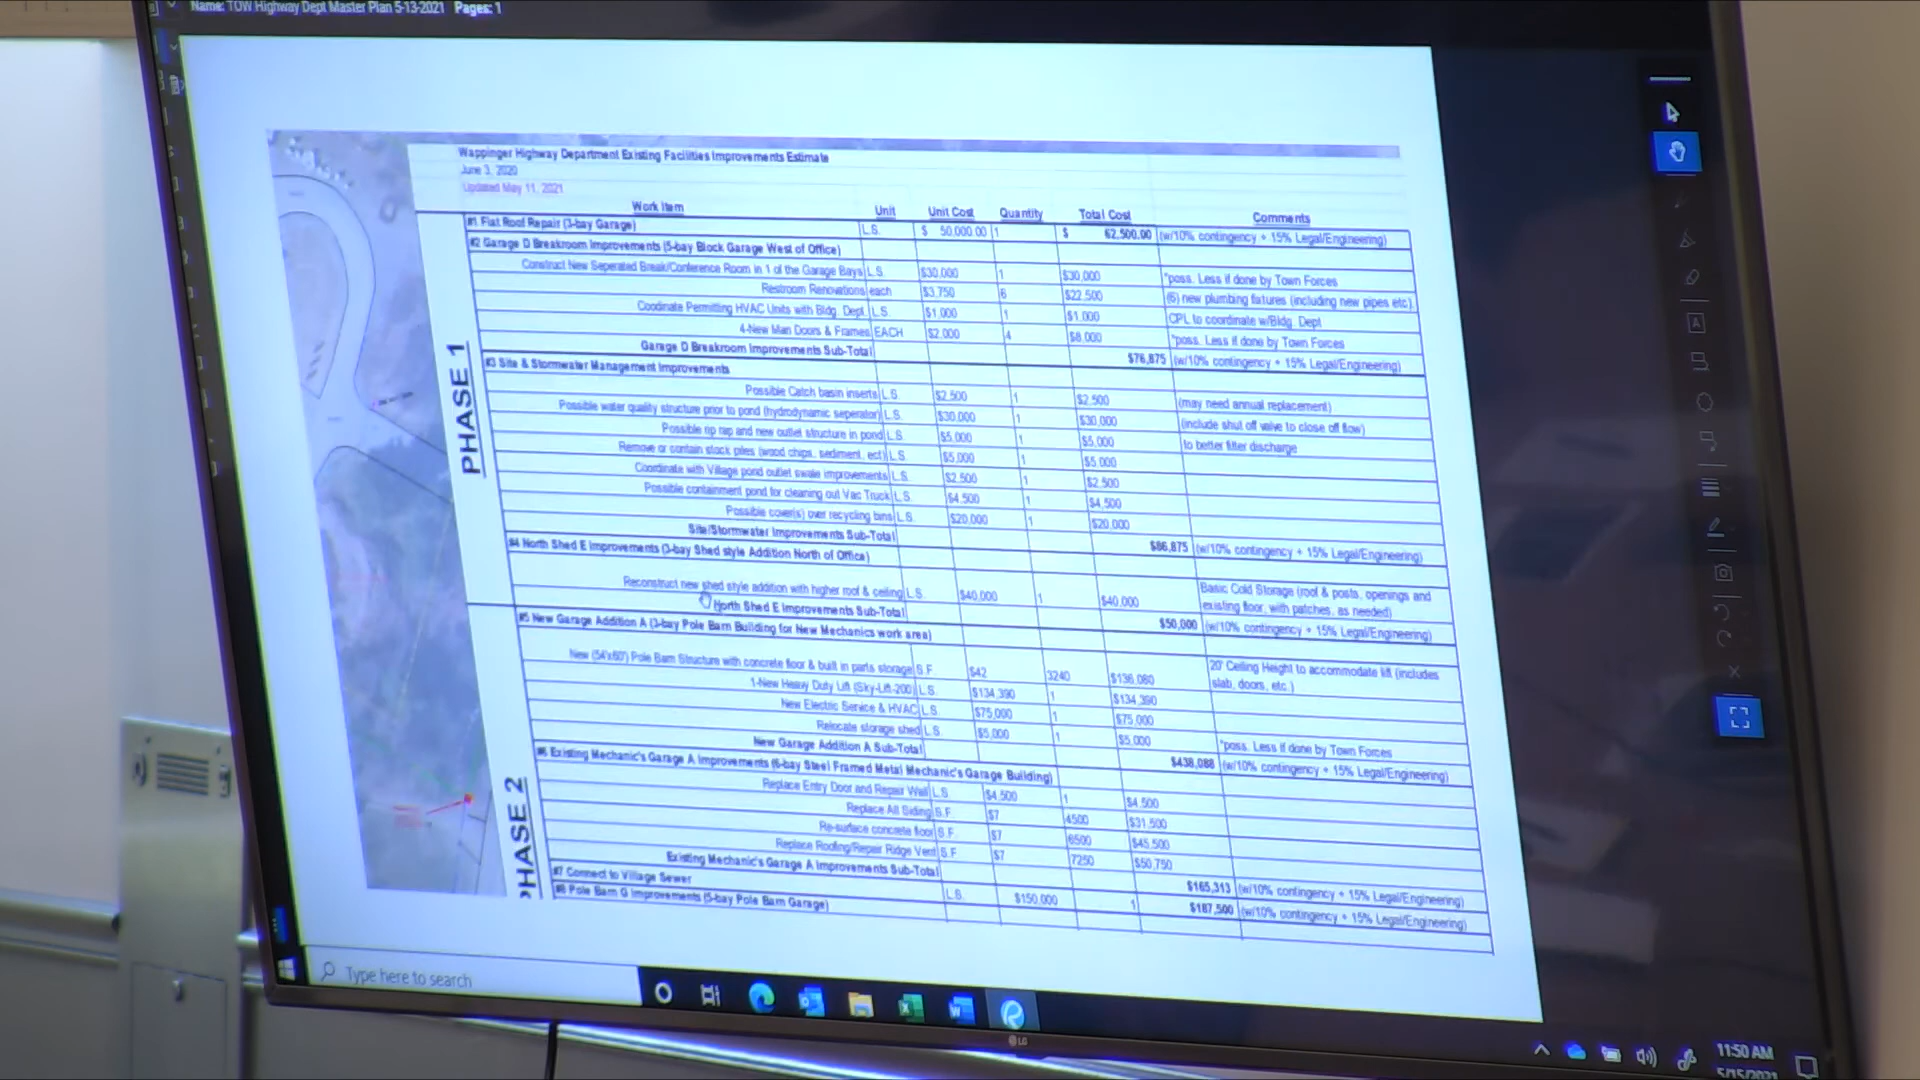 Name: TOW Highway Dept Master Plan 5-13-2021 Pages: 1
Wappinger Highway Department Existing Facilities Improvements Estimate
June 3, 2020
Updated May 11, 2021
Work Item Unit Unit Cost Quantity Total Cost Comments
PHASE 1
#1 Flat Roof Repair (3-bay Garage) L.S. $ 50,000.00 1 $ 62,500.00 (w/10% contingency + 15% Legal/Engineering)
#2 Garage D Breakroom Improvements (5-bay Block Garage West of Office)
Construct New Seperated Break/Conference Room in 1 of the Garage Bays L.S. $30,000 1 $30,000 *poss. Less if done by Town Forces
Restroom Renovations each $3,750 6 $22,500 (6) new plumbing fixtures (including new pipes etc)
Coodinate Permitting HVAC Units with Bldg. Dept L.S. $1,000 1 $1,000 CPL to coordinate w/Bldg. Dept
4-New Man Doors & Frames EACH $2,000 4 $8,000 *poss. Less if done by Town Forces
Garage D Breakroom Improvements Sub-Total $76,875 (w/10% contingency + 15% Legal/Engineering)
#3 Site & Stormwater Management Improvements
Possible Catch basin inserts L.S. $2,500 1 $2,500 (may need annual replacement)
Possible water quality structure prior to pond (hydrodynamic seperator) L.S. $30,000 1 $30,000 (include shut off valve to close off flow)
Possible rip rap and new outlet structure in pond L.S. $5,000 1 $5,000 to better filter discharge
Remove or contain stock piles (wood chips, sediment, ect) L.S. $5,000 1 $5,000
Coordinate with Village pond outlet swale improvements L.S. $2,500 1 $2,500
Possible containment pond for cleaning out Vac Truck L.S. $4,500 1 $4,500
Possible cover(s) over recycling bins L.S. $20,000 1 $20,000
Site/Stormwater Improvements Sub-Total $86,875 (w/10% contingency + 15% Legal/Engineering)
#4 North Shed E Improvements (3-bay Shed style Addition North of Office)
Reconstruct new shed style addition with higher roof & ceiling L.S. $40,000 1 $40,000 Basic Cold Storage (roof & posts, openings and existing floor, with patches, as needed)
North Shed E Improvements Sub-Total $50,000 (w/10% contingency + 15% Legal/Engineering)
PHASE 2
#5 New Garage Addition A (3-bay Pole Barn Building for New Mechanics work area)
New (54'x60') Pole Barn Structure with concrete floor & built in parts storage S.F $42 3240 $136,080 20' Ceiling Height to accommodate lift (includes slab, doors, etc.)
1-New Heavy Duty Lift (Sky-Lift-200) L.S. $134,390 1 $134,390
New Electric Service & HVAC L.S. $75,000 1 $75,000
Relocate storage shed L.S. $5,000 1 $5,000 *poss. Less if done by Town Forces
New Garage Addition A Sub-Total $438,088 (w/10% contingency + 15% Legal/Engineering)
#6 Existing Mechanic's Garage A Improvements (6-bay Steel Framed Metal Mechanic's Garage Building)
Replace Entry Door and Repair Wall L.S $4,500 1 $4,500
Replace All Siding S.F. $7 4500 $31,500
Re-surface concrete floor S.F. $7 6500 $45,500
Replace Roofing/Repair Ridge Vent S.F $7 7250 $50,750
Existing Mechanic's Garage A Improvements Sub-Total $165,313 (w/10% contingency + 15% Legal/Engineering)
#7 Connect to Village Sewer L.S. $150,000 1 $187,500 (w/10% contingency + 15% Legal/Engineering)
#8 Pole Barn G Improvements (5-bay Pole Barn Garage)
Type here to search
LG
11:50 AM
5/15/2021